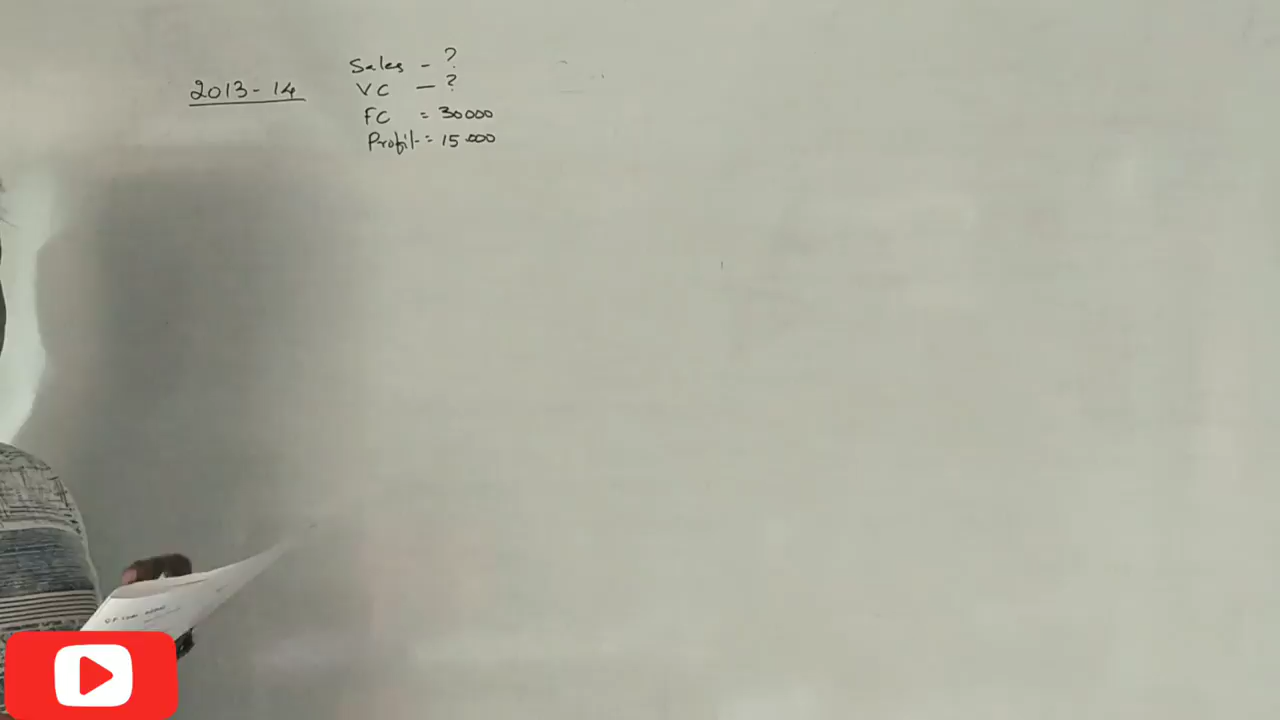 2013-14
Sales - ?
VC — ?
FC = 30000
Profit = 15000